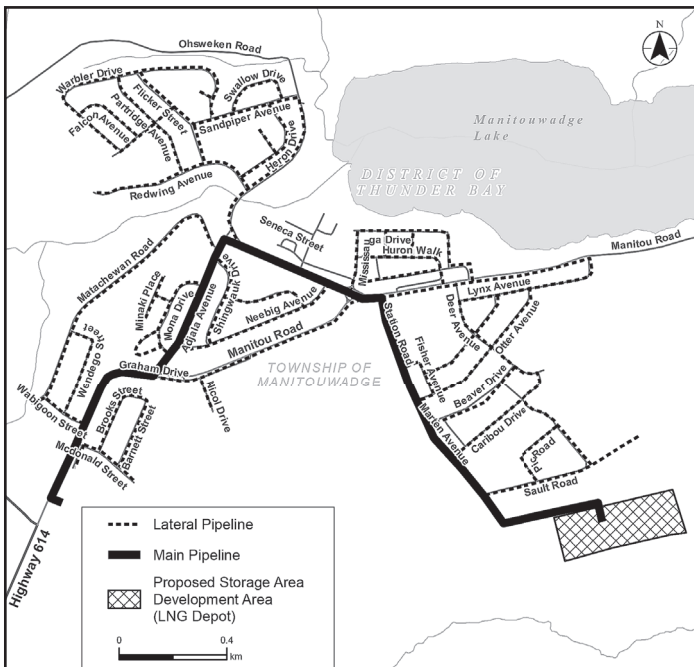 N
Ohsweken Road
Warbler Drive
Swallow Drive
Flicker Street
Partridge Avenue
Falcon Avenue
Sandpiper Avenue
Heron Drive
Redwing Avenue
Manitouwadge
Lake
DISTRICT OF
THUNDER BAY
Seneca Street
Mississauga Drive
Huron Walk
Manitou Road
Matachewan Road
Minaki Place
Mona Drive
Adjala Avenue
Shingwauk Drive
Neebig Avenue
Manitou Road
Lynx Avenue
Deer Avenue
Otter Avenue
Station Road
Fisher Avenue
Beaver Drive
Wendego Street
Graham Drive
TOWNSHIP OF
MANITOUWADGE
Nicol Drive
Wabigoon Street
Brooks Street
Barnett Street
Mcdonald Street
Marten Avenue
Caribou Drive
Pic Road
Sault Road
Highway 614
Lateral Pipeline
Main Pipeline
Proposed Storage Area
Development Area
(LNG Depot)
0
0.4
km